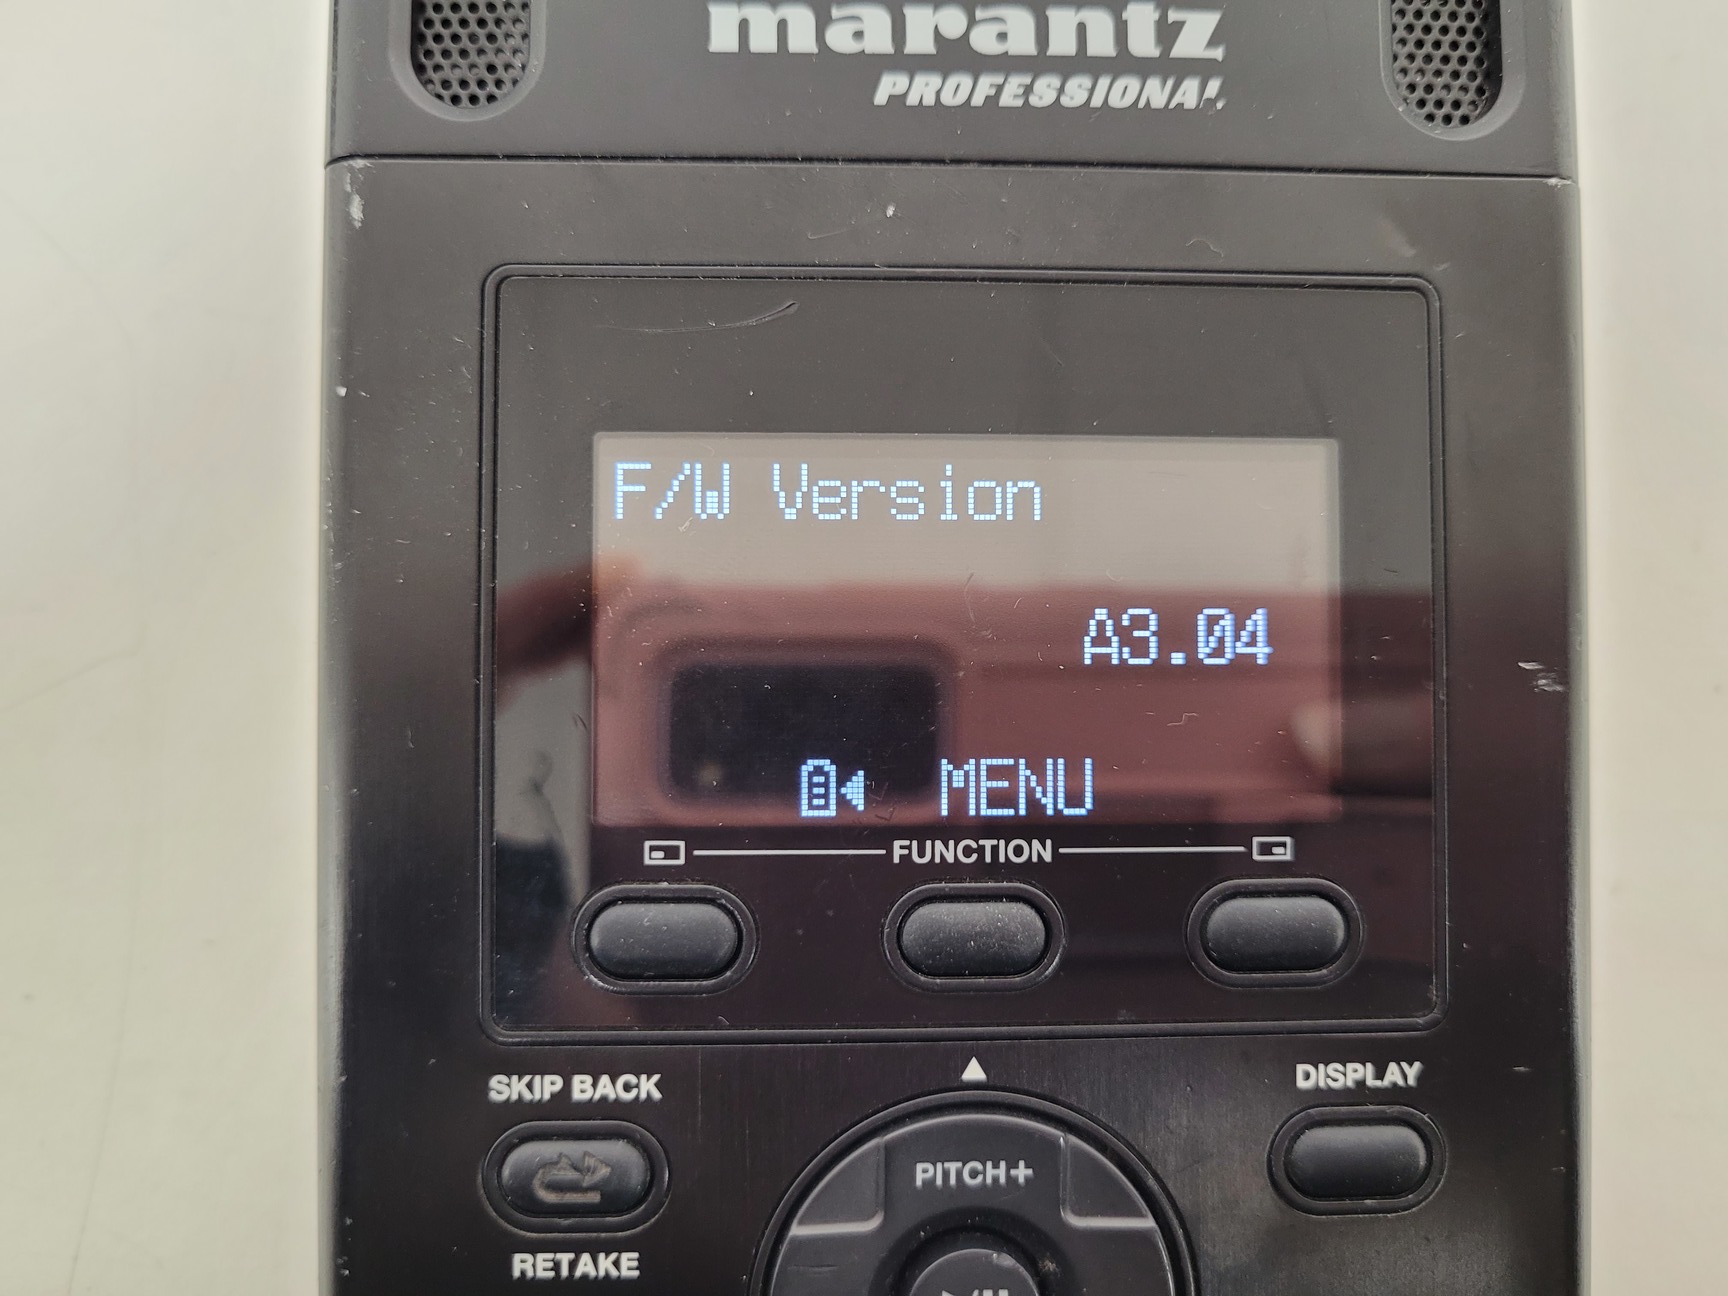 marantz
PROFESSIONAL
F/W Version
A3.04
MENU
FUNCTION
SKIP BACK
DISPLAY
PITCH+
RETAKE